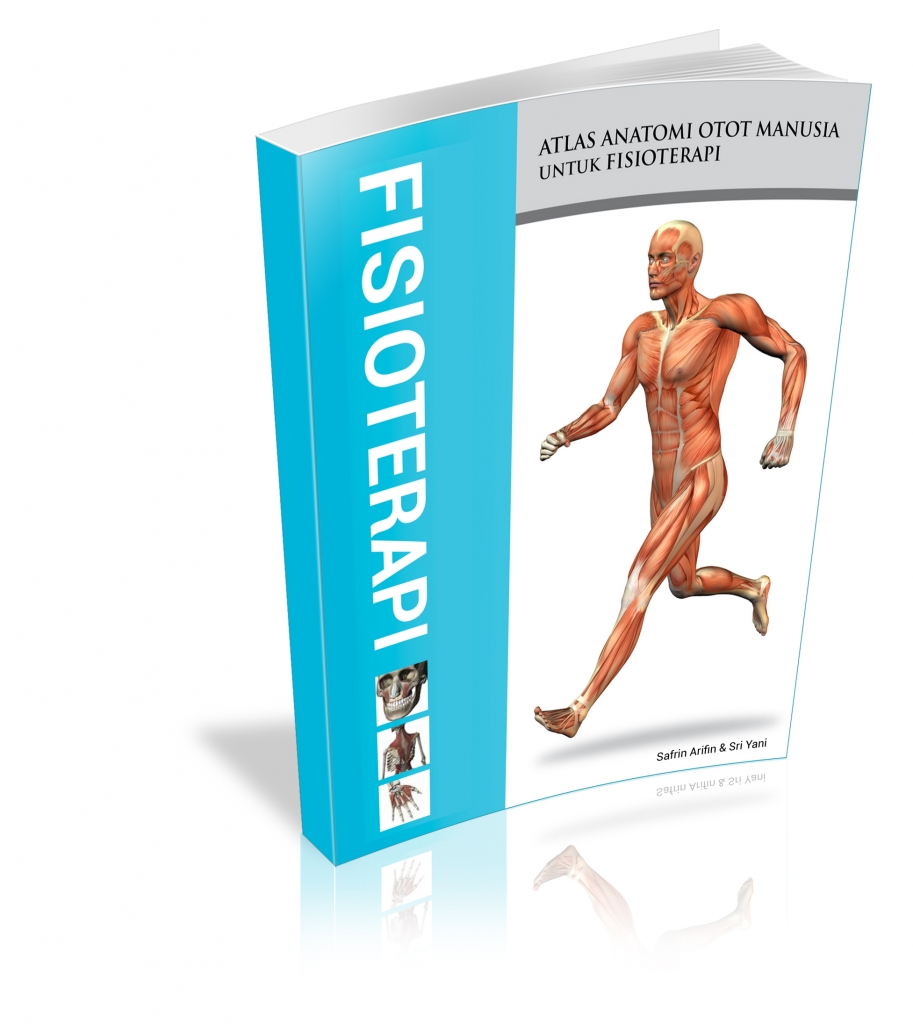 ATLAS ANATOMI OTOT MANUSIA
UNTUK FISIOTERAPI
FISIOTERAPI
Safrin Arifin & Sri Yani